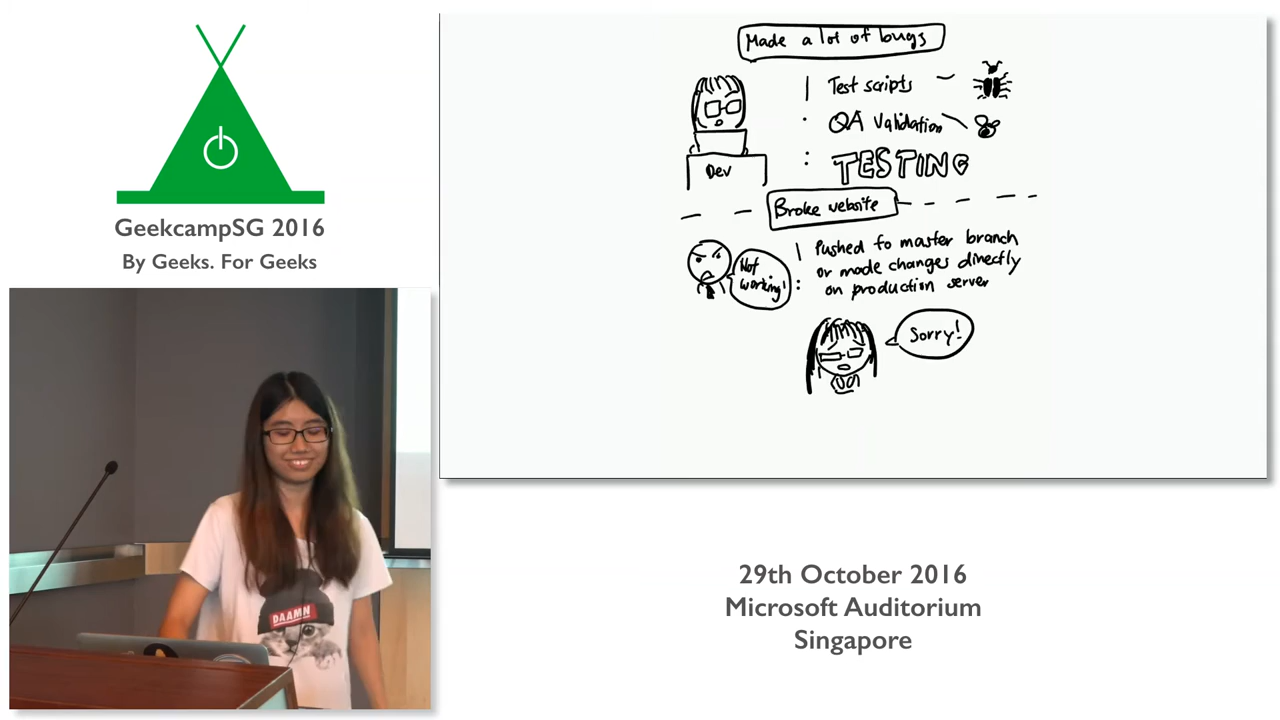 GeekcampSG 2016
By Geeks. For Geeks
Made a lot of bugs
Test scripts
QA Validation
TESTING
Dev
Broke website
Not
working!
Pushed to master branch
or made changes directly
on production server
Sorry!
DAAMN
29th October 2016
Microsoft Auditorium
Singapore